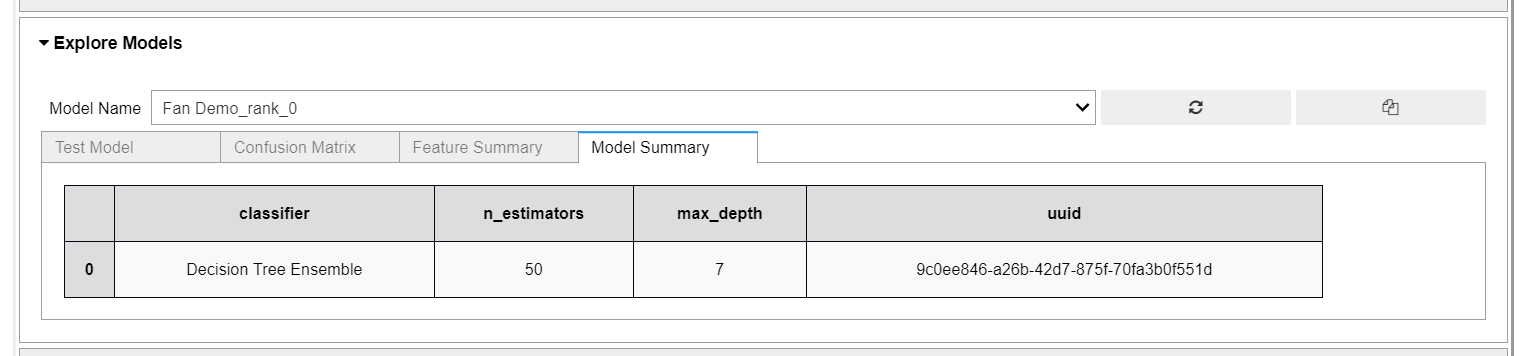 Explore Models
Model Name Fan Demo_rank_0
Test Model Confusion Matrix Feature Summary Model Summary
classifier n_estimators max_depth uuid
0 Decision Tree Ensemble 50 7 9c0ee846-a26b-42d7-875f-70fa3b0f551d